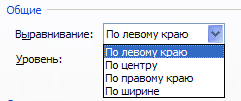 Общие
Выравнивание: По левому краю
По левому краю
Уровень: По центру
По правому краю
По ширине